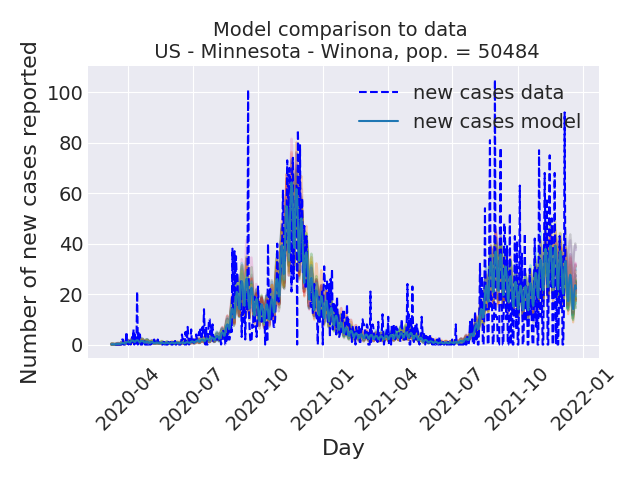 Model comparison to data
US - Minnesota - Winona, pop. = 50484
Number of new cases reported
100
80
60
40
20
0
new cases data
new cases model
2020-04
2020-07
2020-10
2021-01
2021-04
2021-07
2021-10
2022-01
Day